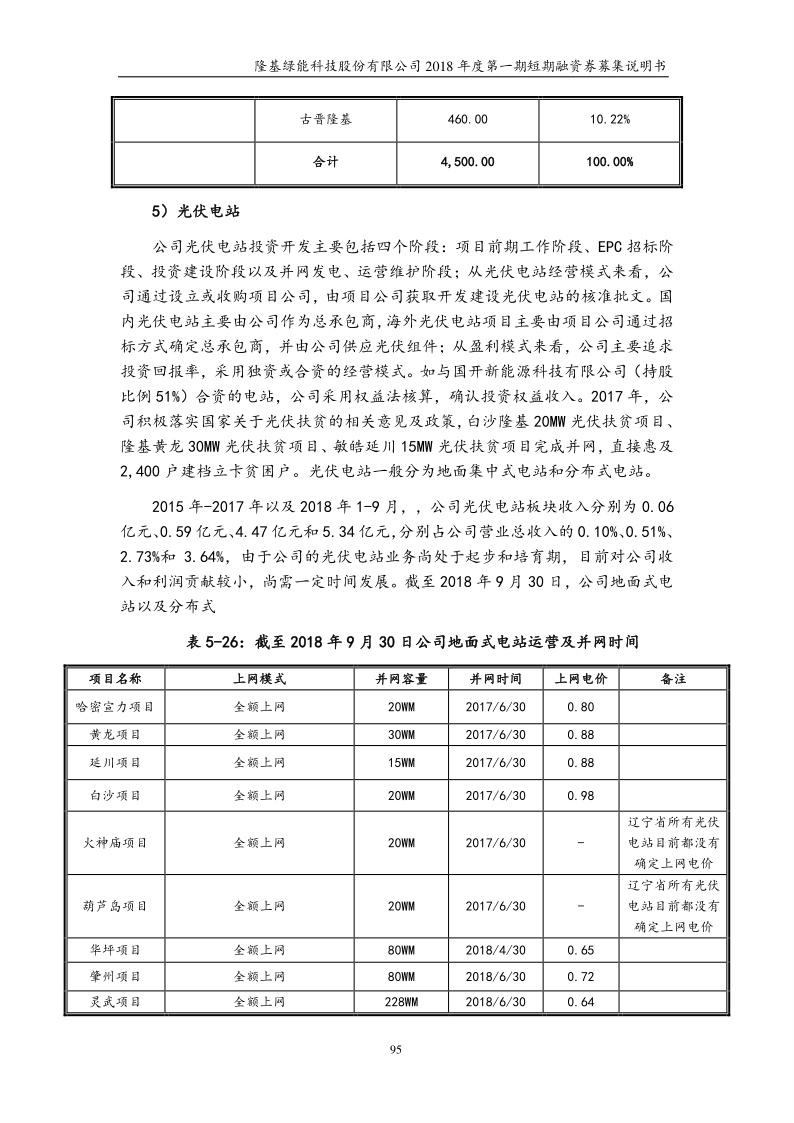 隆基绿能科技股份有限公司 2018 年度第一期短期融资券募集说明书
古晋隆基 460.00 10.22%
合计 4,500.00 100.00%
5）光伏电站
公司光伏电站投资开发主要包括四个阶段：项目前期工作阶段、EPC 招标阶
段、投资建设阶段以及并网发电、运营维护阶段；从光伏电站经营模式来看，公
司通过设立或收购项目公司，由项目公司获取开发建设光伏电站的核准批文。国
内光伏电站主要由公司作为总承包商，海外光伏电站项目主要由项目公司通过招
标方式确定总承包商，并由公司供应光伏组件；从盈利模式来看，公司主要追求
投资回报率，采用独资或合资的经营模式。如与国开新能源科技有限公司（持股
比例 51%）合资的电站，公司采用权益法核算，确认投资权益收入。2017 年，公
司积极落实国家关于光伏扶贫的相关意见及政策，白沙隆基 20MW 光伏扶贫项目、
隆基黄龙 30MW 光伏扶贫项目、敏皓延川 15MW 光伏扶贫项目完成并网，直接惠及
2,400 户建档立卡贫困户。光伏电站一般分为地面集中式电站和分布式电站。
2015 年-2017 年以及 2018 年 1-9 月，，公司光伏电站板块收入分别为 0.06
亿元、0.59 亿元、4.47 亿元和 5.34 亿元，分别占公司营业总收入的 0.10%、0.51%、
2.73%和 3.64%，由于公司的光伏电站业务尚处于起步和培育期，目前对公司收
入和利润贡献较小，尚需一定时间发展。截至 2018 年 9 月 30 日，公司地面式电
站以及分布式
表 5-26：截至 2018 年 9 月 30 日公司地面式电站运营及并网时间
项目名称 上网模式 并网容量 并网时间 上网电价 备注
哈密宣力项目 全额上网 20WM 2017/6/30 0.80
黄龙项目 全额上网 30WM 2017/6/30 0.88
延川项目 全额上网 15WM 2017/6/30 0.88
白沙项目 全额上网 20WM 2017/6/30 0.98
火神庙项目 全额上网 20WM 2017/6/30 - 辽宁省所有光伏
电站目前都没有
确定上网电价
葫芦岛项目 全额上网 20WM 2017/6/30 - 辽宁省所有光伏
电站目前都没有
确定上网电价
华坪项目 全额上网 80WM 2018/4/30 0.65
肇州项目 全额上网 80WM 2018/6/30 0.72
灵武项目 全额上网 228WM 2018/6/30 0.64
95